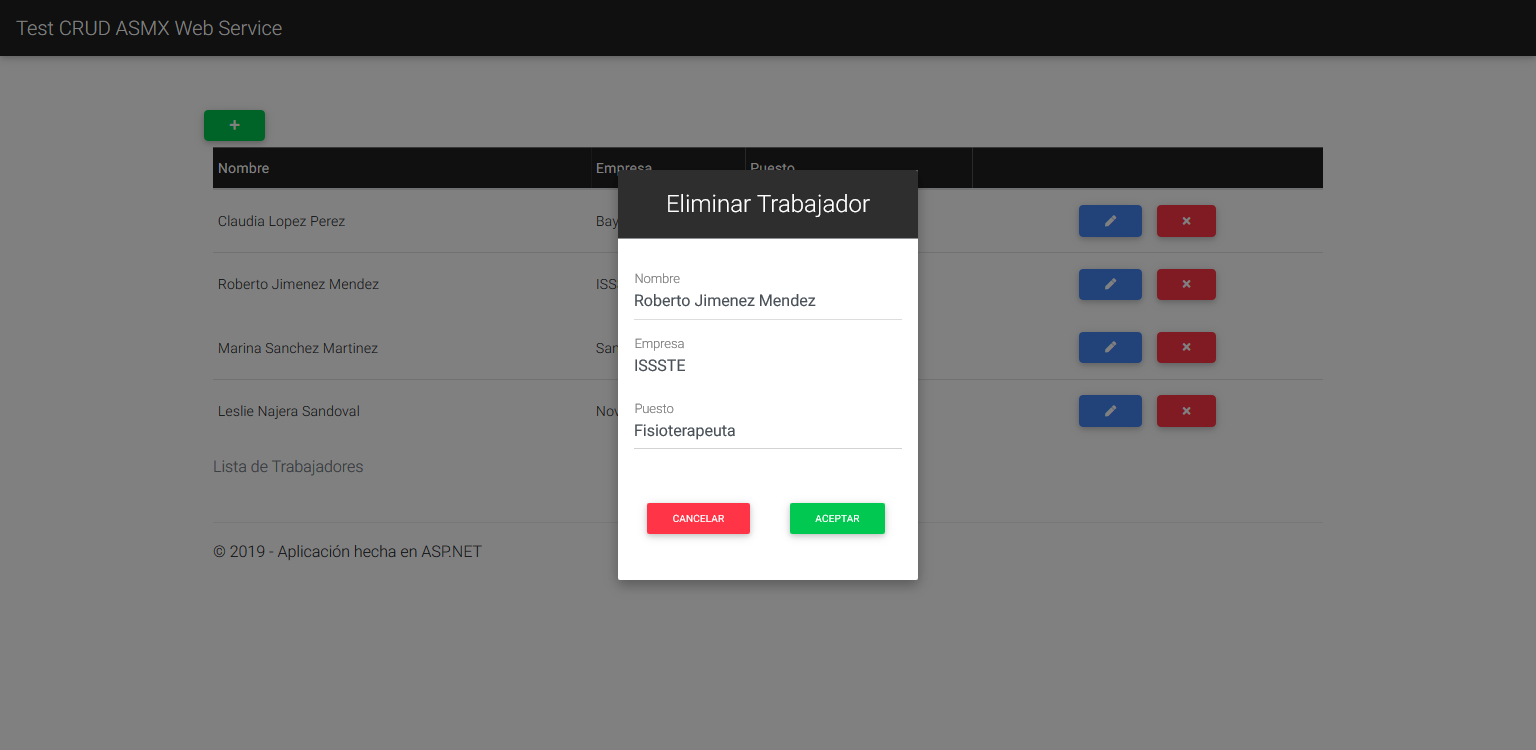 Test CRUD ASMX Web Service
+
Nombre Empresa Puesto
Eliminar Trabajador
Claudia Lopez Perez Bay
Nombre
Roberto Jimenez Mendez ISS
Roberto Jimenez Mendez
Empresa
Marina Sanchez Martinez San
ISSSTE
Puesto
Leslie Najera Sandoval Nov
Fisioterapeuta
Lista de Trabajadores
CANCELAR ACEPTAR
© 2019 - Aplicación hecha en ASP.NET